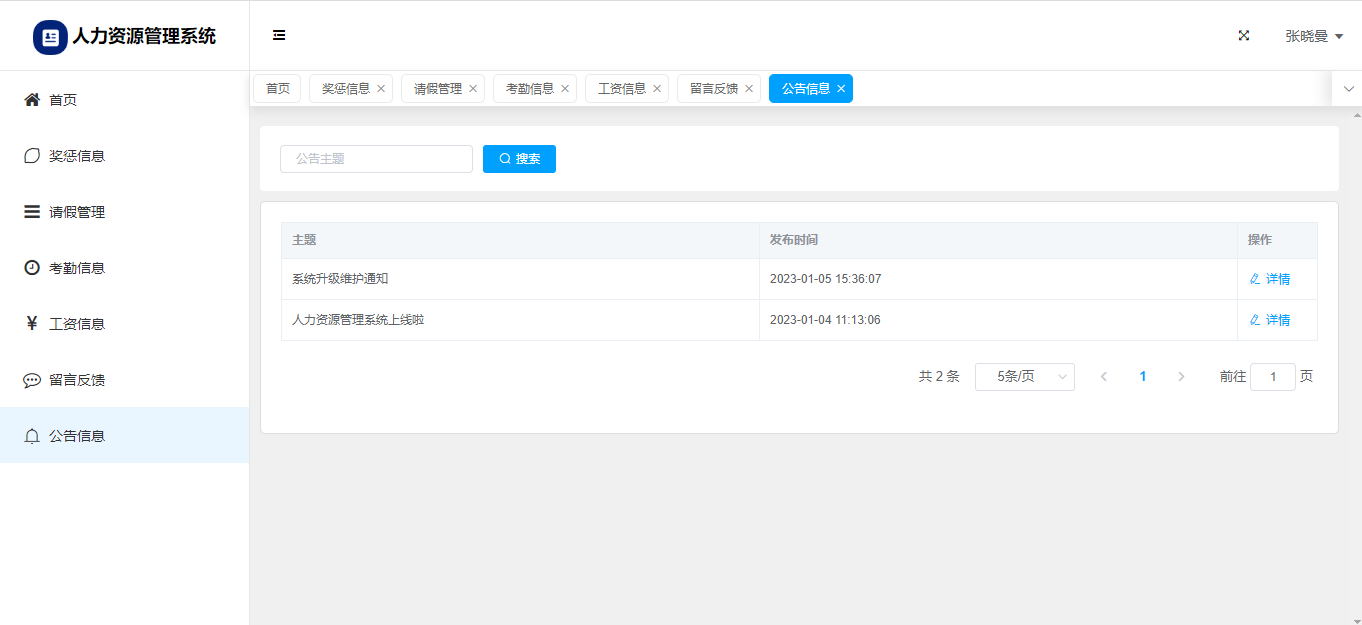 人力资源管理系统
张晓曼
首页
奖惩信息
请假管理
考勤信息
工资信息
留言反馈
公告信息
首页 奖惩信息 请假管理 考勤信息 工资信息 留言反馈 公告信息
公告主题 搜索
主题 发布时间 操作
系统升级维护通知 2023-01-05 15:36:07 详情
人力资源管理系统上线啦 2023-01-04 11:13:06 详情
共 2 条 5条/页 1 前往 1 页